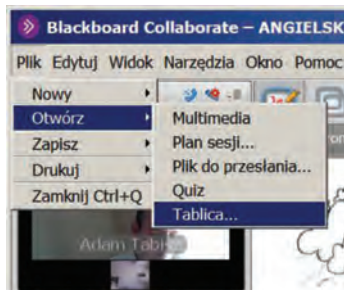 Blackboard Collaborate – ANGIELSK
Plik Edytuj Widok Narzędzia Okno Pomoc
Nowy
Otwórz
Zapisz
Drukuj
Zamknij Ctrl+Q
Multimedia
Plan sesji...
Plik do przesłania...
Quiz
Tablica...
Adam Tabis